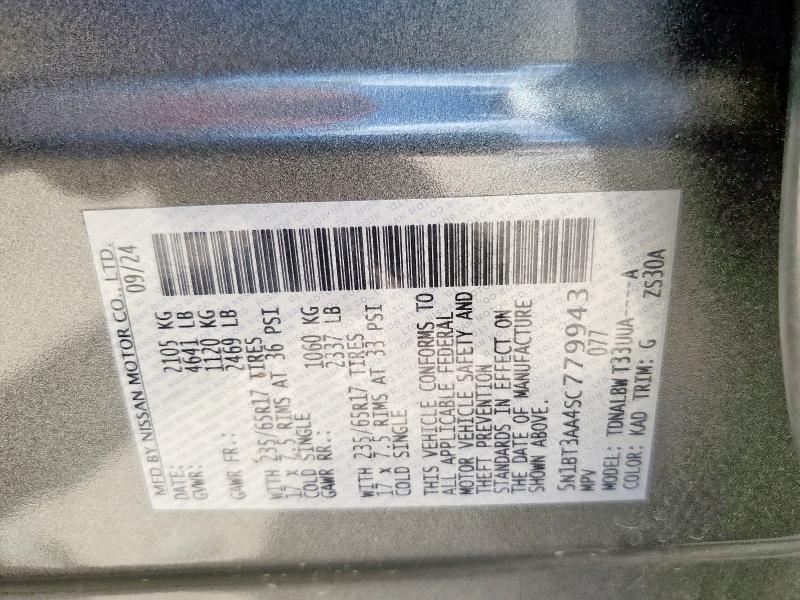 MFD BY NISSAN MOTOR CO., LTD.
DATE: 09/24
GVWR: 2105 KG
4641 LB
GAWR FR.: 1120 KG
2469 LB
WITH 235/65R17 TIRES
17 X 7.5 RIMS AT 36 PSI
COLD SINGLE
GAWR RR.: 1060 KG
2337 LB
WITH 235/65R17 TIRES
17 X 7.5 RIMS AT 33 PSI
COLD SINGLE
THIS VEHICLE CONFORMS TO
ALL APPLICABLE FEDERAL
MOTOR VEHICLE SAFETY AND
THEFT PREVENTION
STANDARDS IN EFFECT ON
THE DATE OF MANUFACTURE
SHOWN ABOVE.
5N1BT3AA4SC779943
MPV 077
MODEL: TDNALBW T33UUA----A
COLOR: KAD TRIM: G ZS30A